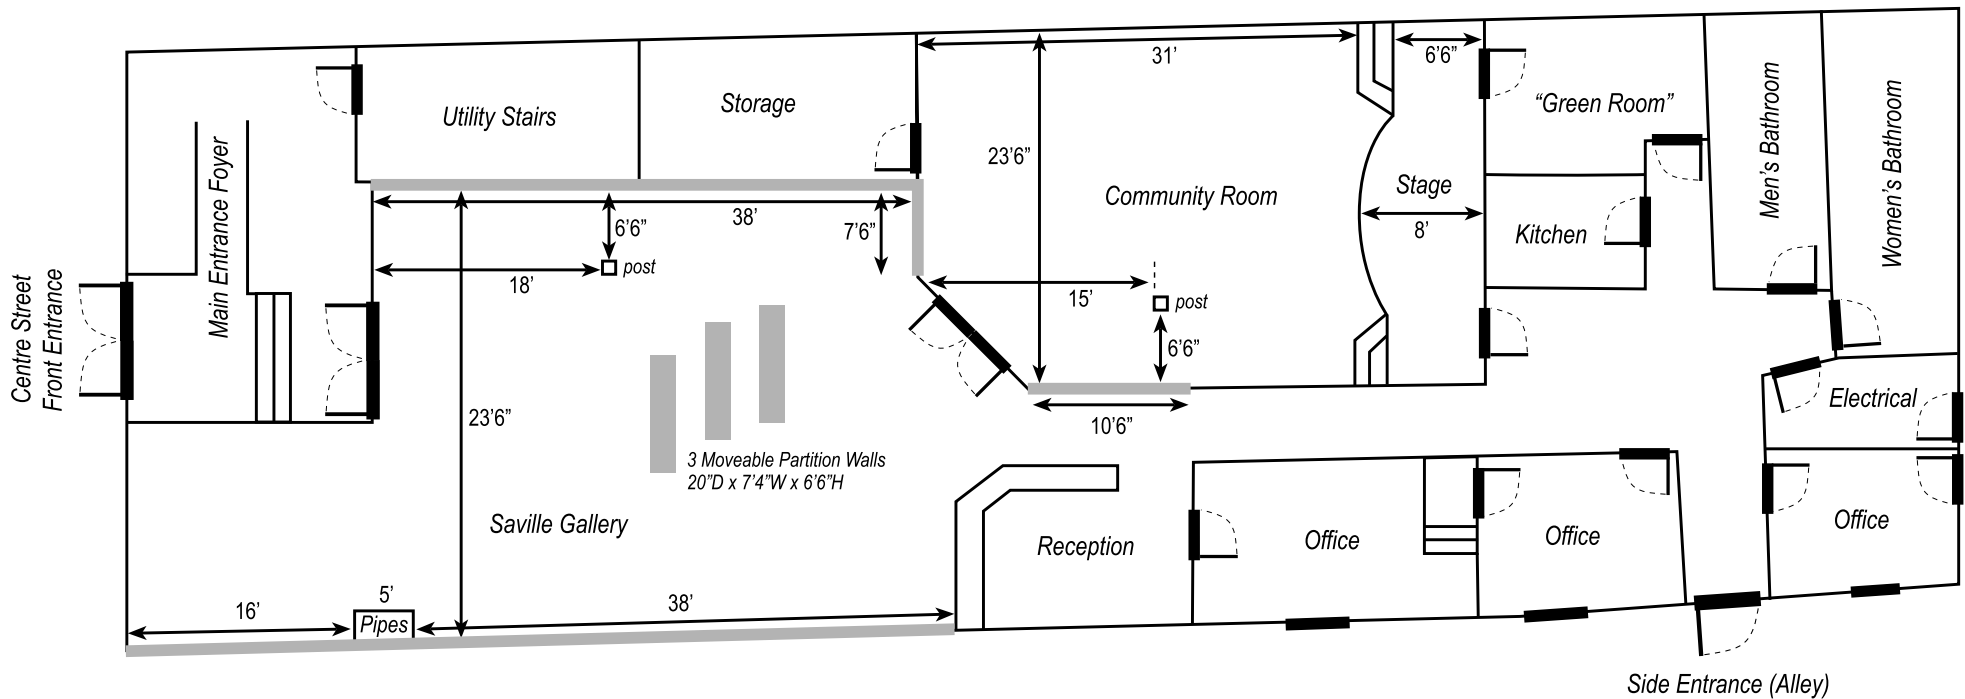 31’
6’6”
Utility Stairs
Storage
“Green Room”
Men’s Bathroom
Women’s Bathroom
Main Entrance Foyer
23’6”
Community Room
Stage
38’
6’6”
7’6”
8’
Kitchen
post
18’
15’
post
Centre Street
Front Entrance
6’6”
23’6”
10’6”
Electrical
3 Moveable Partition Walls
20”D x 7’4”W x 6’6”H
Saville Gallery
Reception
Office
Office
Office
16’
5’
Pipes
38’
Side Entrance (Alley)